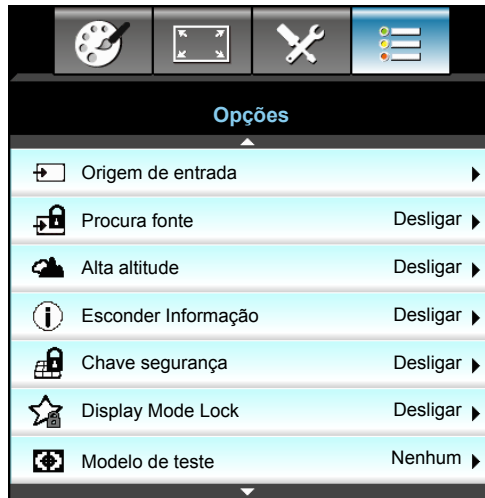 Opções
Origem de entrada
Procura fonte Desligar
Alta altitude Desligar
Esconder Informação Desligar
Chave segurança Desligar
Display Mode Lock Desligar
Modelo de teste Nenhum